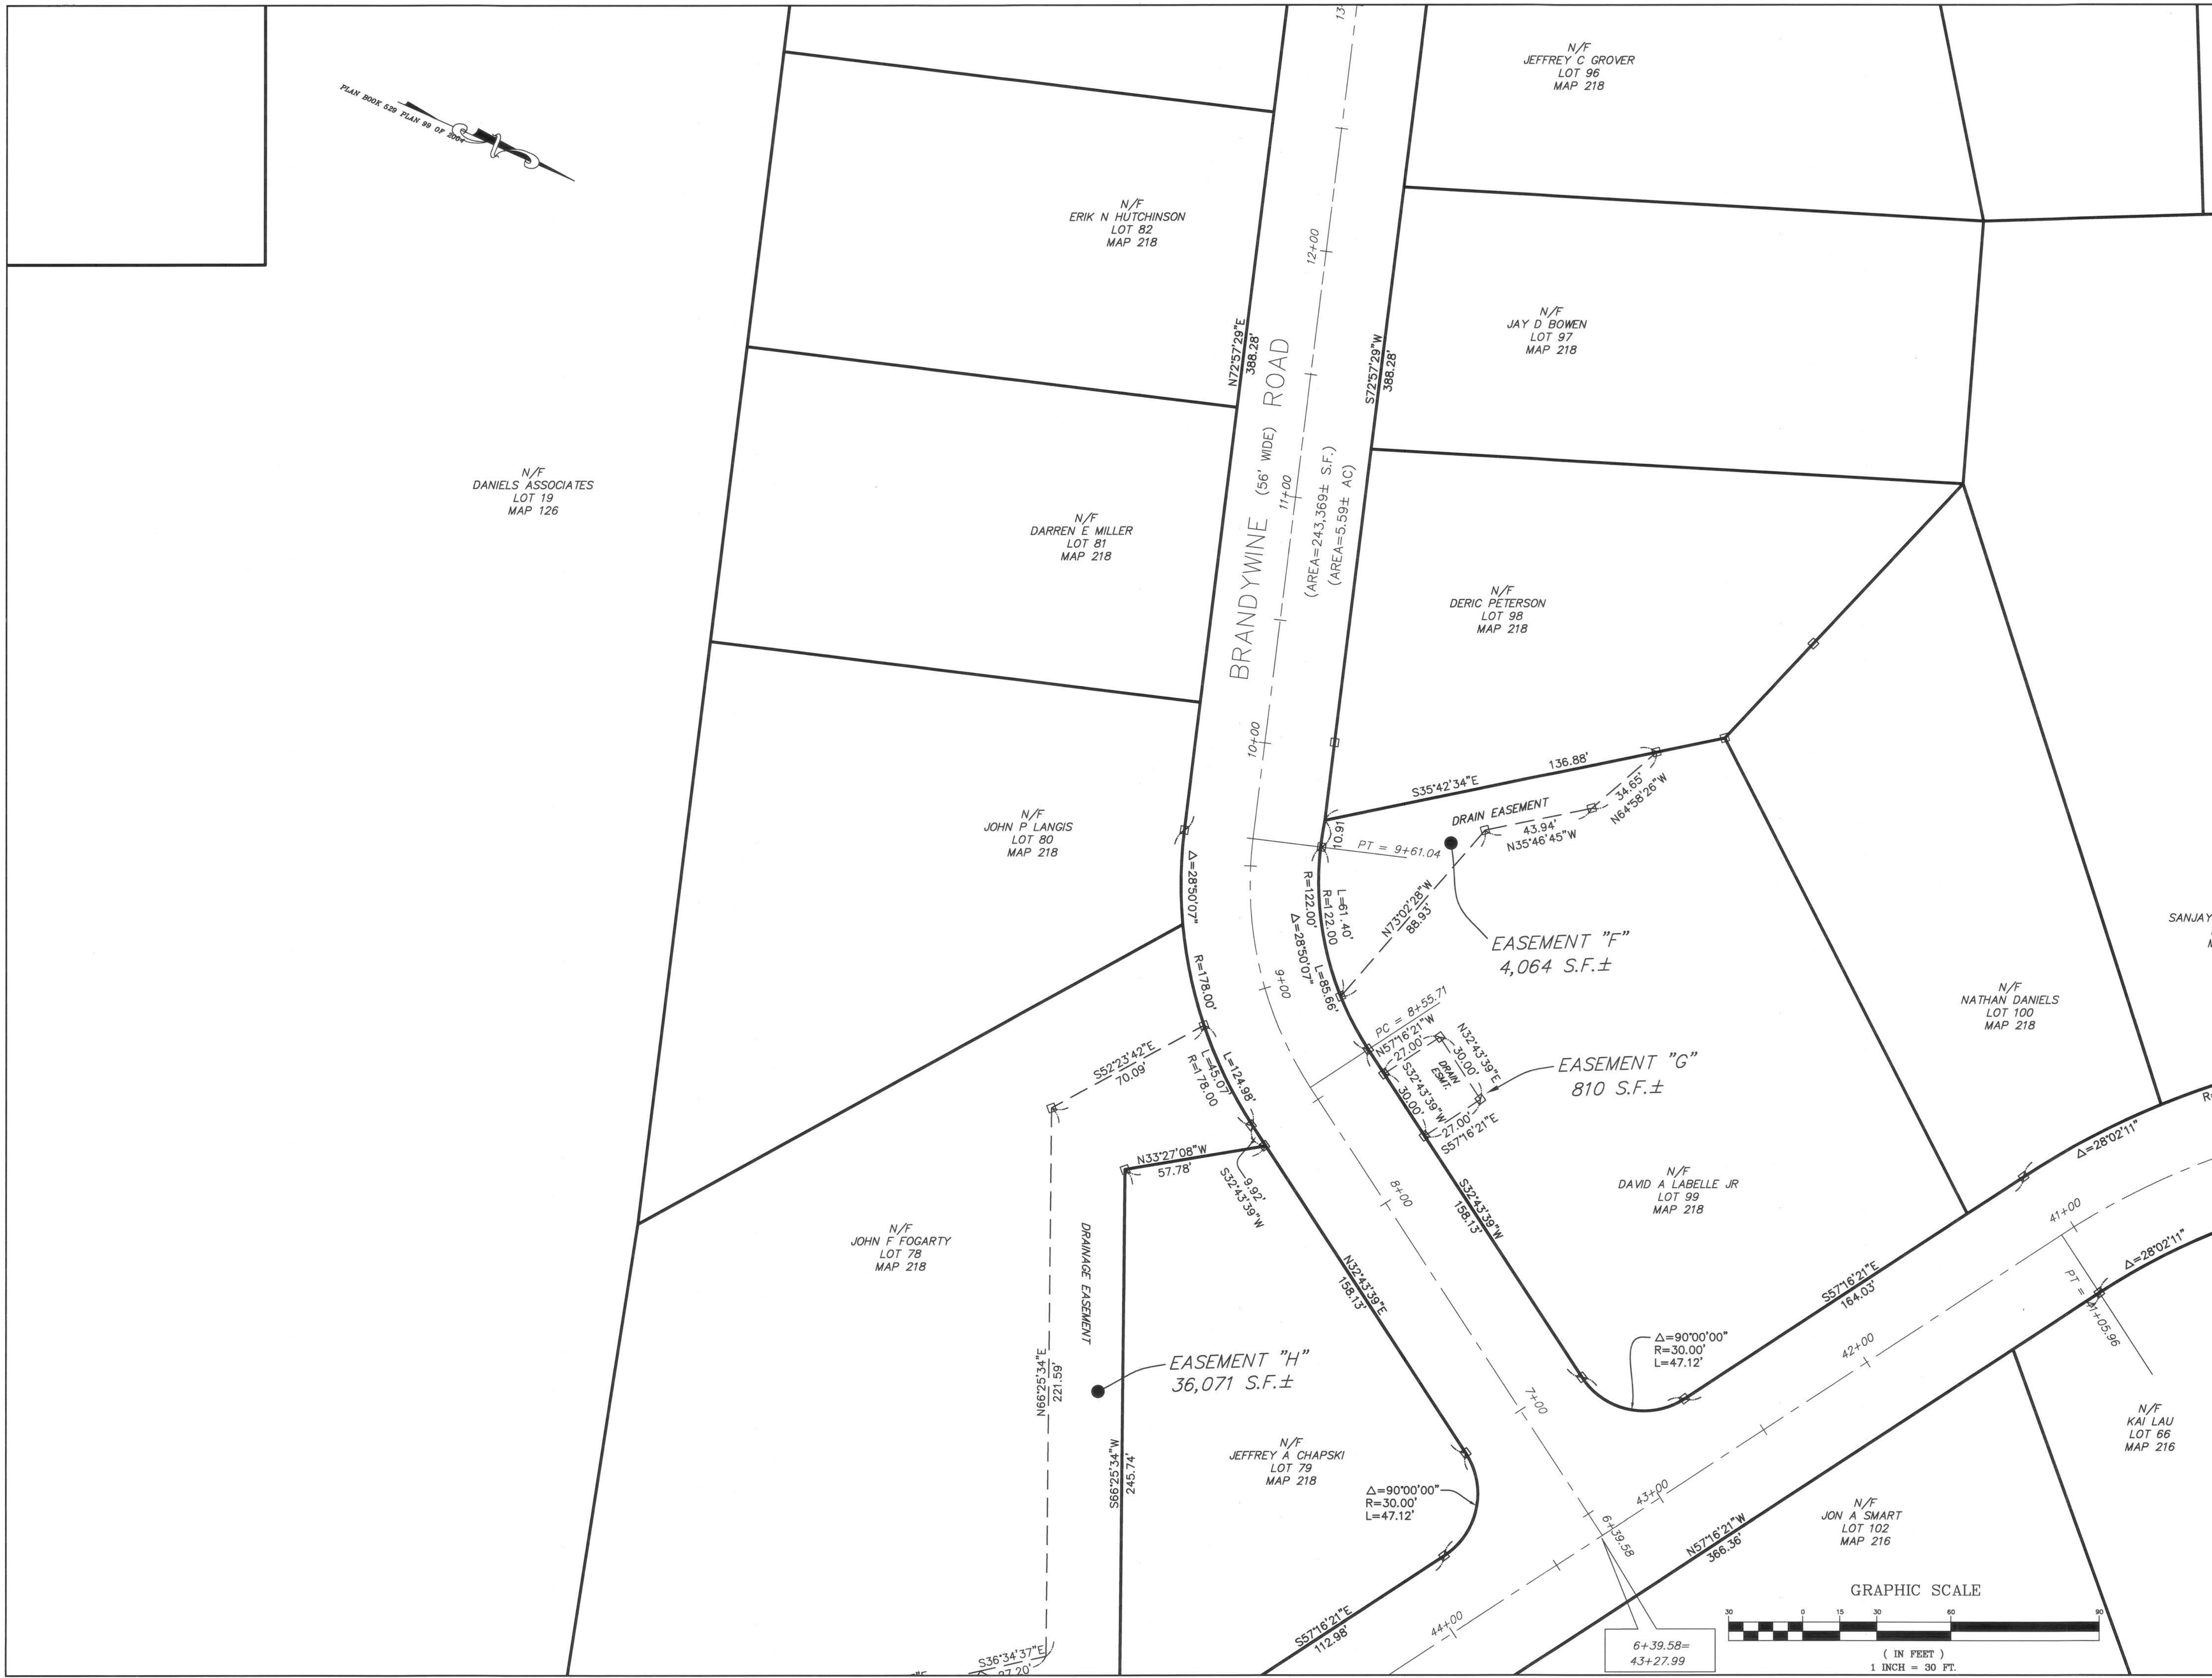 PLAN BOOK 529 PLAN 99 OF 2004
13
N/F
JEFFREY C GROVER
LOT 96
MAP 218
N/F
ERIK N HUTCHINSON
LOT 82
MAP 218
12+00
N/F
JAY D BOWEN
LOT 97
MAP 218
N72°57'29"E
388.28'
S72°57'29"W
388.28'
BRANDYWINE (56' WIDE) ROAD
11+00
(AREA=243,369± S.F.)
(AREA=5.59± AC)
N/F
DANIELS ASSOCIATES
LOT 19
MAP 126
N/F
DARREN E MILLER
LOT 81
MAP 218
N/F
DERIC PETERSON
LOT 98
MAP 218
10+00
S35°42'34"E
136.88'
DRAIN EASEMENT
34.65'
N64°58'26"W
43.94'
N35°46'45"W
N/F
JOHN P LANGIS
LOT 80
MAP 218
10.91
PT = 9+61.04
Δ=28°50'07"
R=178.00'
L=124.98'
L=45.07'
R=178.00
R=122.00'
Δ=28°50'07"
L=61.40'
R=122.00
L=85.66'
N73°02'28"W
88.93'
EASEMENT "F"
4,064 S.F.±
9+00
SANJAY
N/F
NATHAN DANIELS
LOT 100
MAP 218
PC = 8+55.71
N57°16'21"W
27.00'
N32°43'39"E
30.00'
DRAIN
ESMT.
S32°43'39"W
30.00'
27.00'
S57°16'21"E
EASEMENT "G"
810 S.F.±
S52°23'42"E
70.09'
N33°27'08"W
57.78'
9.92'
S32°43'39"W
8+00
S32°43'39"W
158.13'
N/F
DAVID A LABELLE JR
LOT 99
MAP 218
Δ=28°02'11"
41+00
Δ=28°02'11"
PT = 41+05.96
N/F
JOHN F FOGARTY
LOT 78
MAP 218
DRAINAGE EASEMENT
N32°43'39"E
158.13'
S57°16'21"E
164.03'
Δ=90°00'00"
R=30.00'
L=47.12'
42+00
EASEMENT "H"
36,071 S.F.±
N66°25'34"E
221.59'
S66°25'34"W
245.74'
7+00
N/F
KAI LAU
LOT 66
MAP 216
N/F
JEFFREY A CHAPSKI
LOT 79
MAP 218
Δ=90°00'00"
R=30.00'
L=47.12'
43+00
6+39.58
N57°16'21"W
366.36'
N/F
JON A SMART
LOT 102
MAP 216
44+00
S57°16'21"E
112.98'
S36°34'37"E
6+39.58=
43+27.99
GRAPHIC SCALE
30 0 15 30 60 90
( IN FEET )
1 INCH = 30 FT.